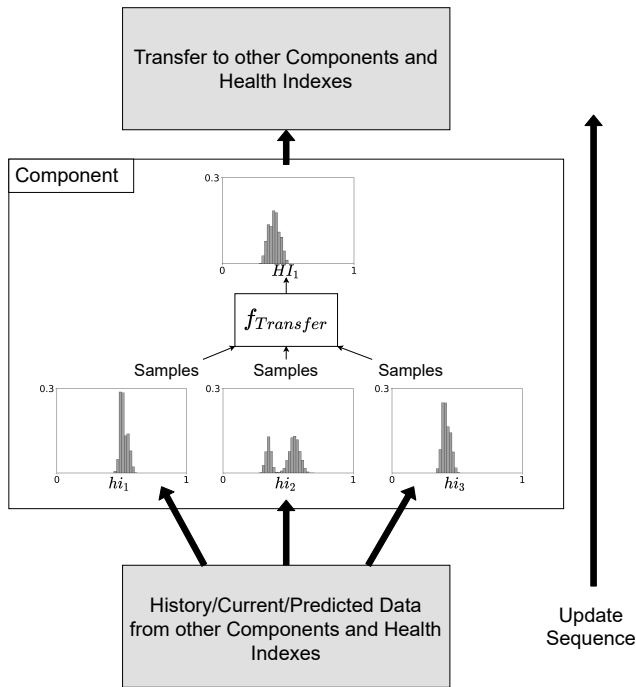 Transfer to other Components and
Health Indexes
Component
0.3
0
1
HI₁
f_Transfer
Samples
Samples
Samples
0.3
0
1
hi₁
0.3
0
1
hi₂
0.3
0
1
hi₃
History/Current/Predicted Data
from other Components and Health
Indexes
Update
Sequence